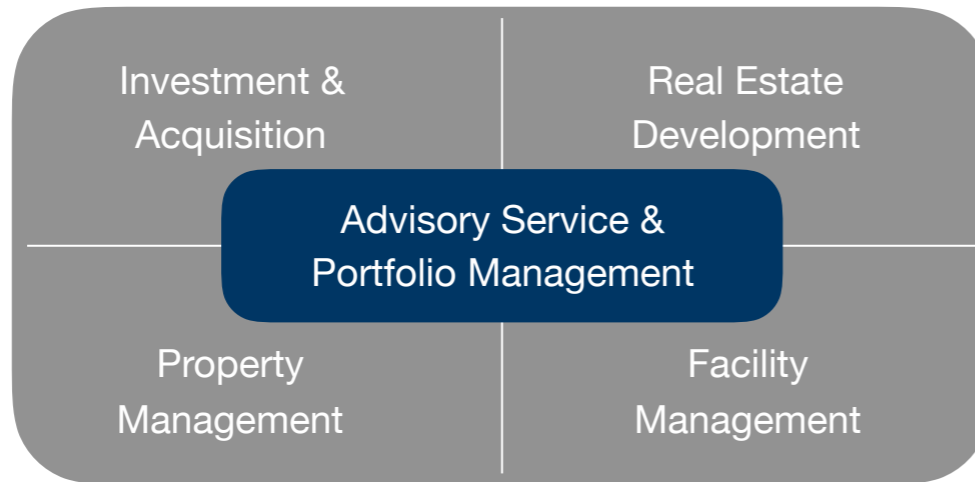 Investment &
Acquisition
Real Estate
Development
Advisory Service &
Portfolio Management
Property
Management
Facility
Management